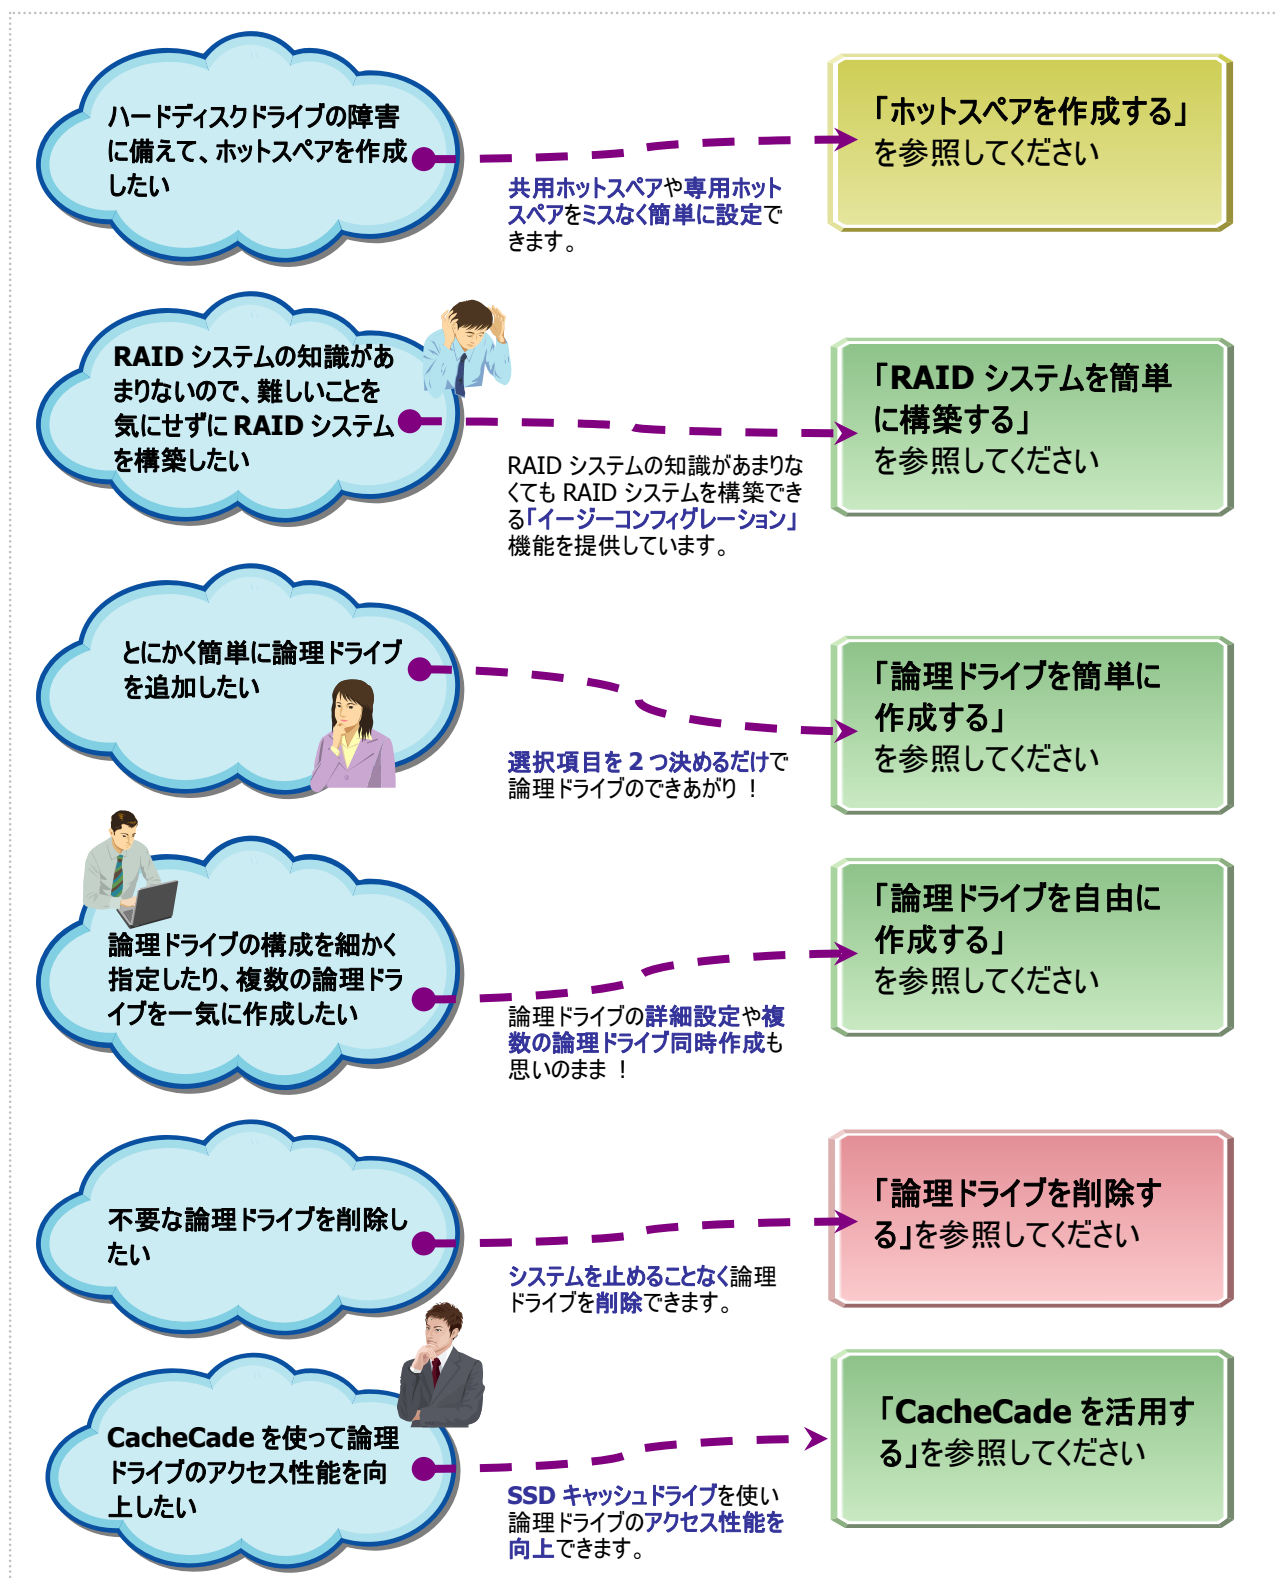 ハードディスクドライブの障害
に備えて、ホットスペアを作成
したい
共用ホットスペアや専用ホット
スペアをミスなく簡単に設定で
きます。
「ホットスペアを作成する」
を参照してください
RAID システムの知識があ
まりないので、難しいことを
気にせずに RAID システム
を構築したい
RAID システムの知識があまりな
くても RAID システムを構築でき
る「イージーコンフィグレーション」
機能を提供しています。
「RAID システムを簡単
に構築する」
を参照してください
とにかく簡単に論理ドライブ
を追加したい
選択項目を 2 つ決めるだけで
論理ドライブのできあがり！
「論理ドライブを簡単に
作成する」
を参照してください
論理ドライブの構成を細かく
指定したり、複数の論理ドラ
イブを一気に作成したい
論理ドライブの詳細設定や複
数の論理ドライブ同時作成も
思いのまま！
「論理ドライブを自由に
作成する」
を参照してください
不要な論理ドライブを削除し
たい
システムを止めることなく論理
ドライブを削除できます。
「論理ドライブを削除す
る」を参照してください
CacheCade を使って論理
ドライブのアクセス性能を向
上したい
SSD キャッシュドライブを使い
論理ドライブのアクセス性能を
向上できます。
「CacheCade を活用す
る」を参照してください